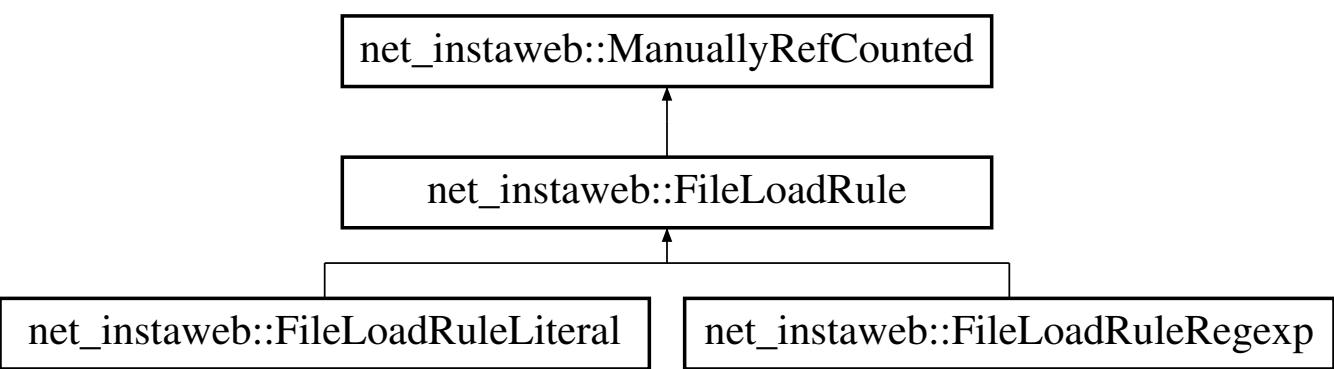 net_instaweb::ManuallyRefCounted
net_instaweb::FileLoadRule
net_instaweb::FileLoadRuleLiteral
net_instaweb::FileLoadRuleRegexp